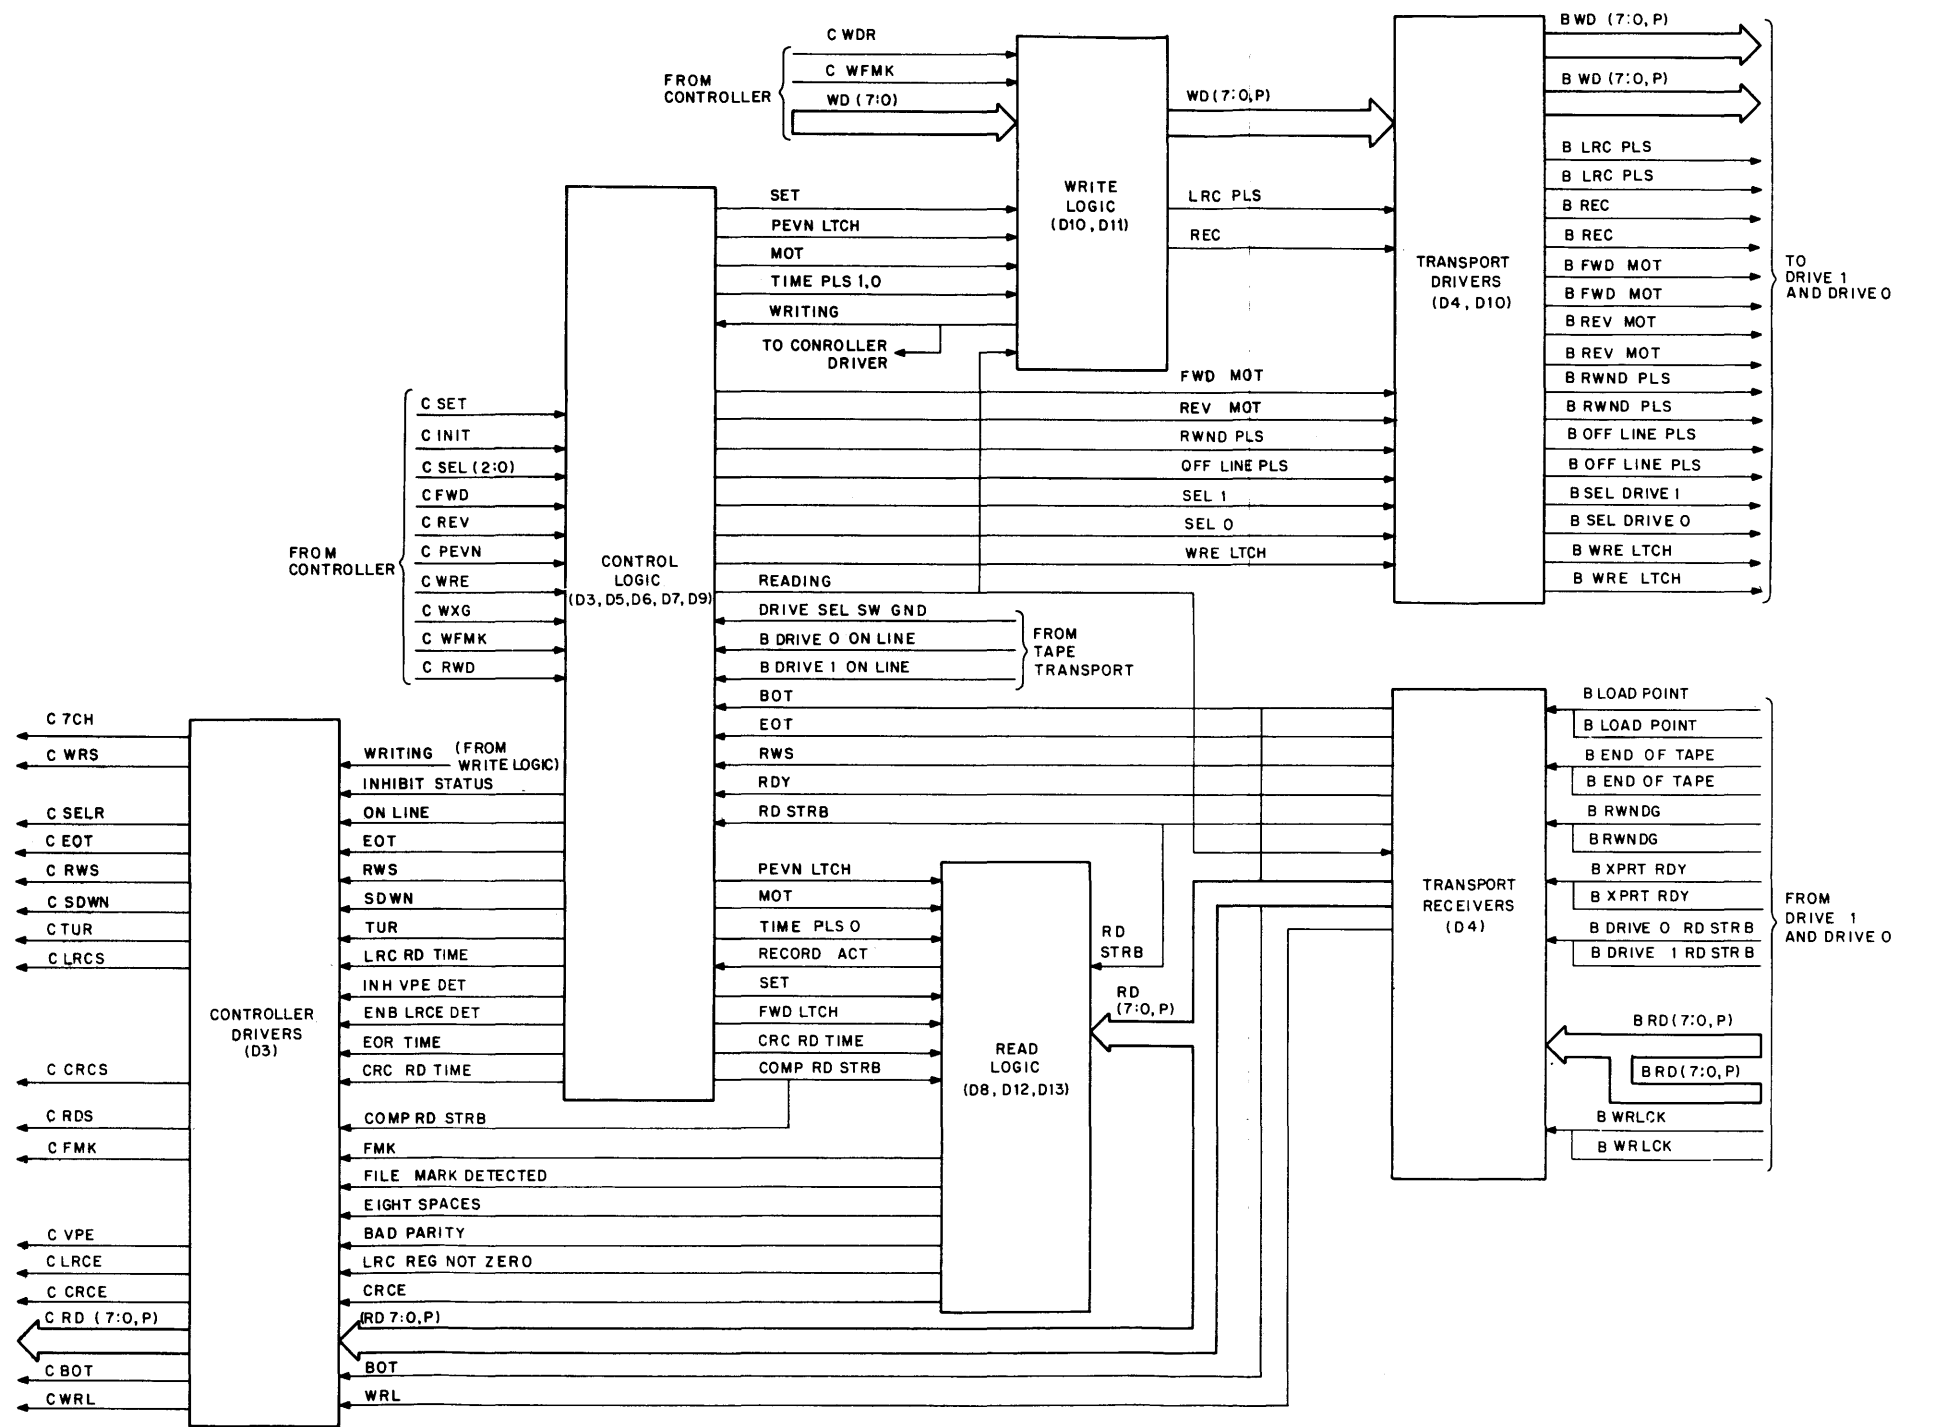 C WDR
C WFMK
WD (7:0)
FROM
CONTROLLER
WRITE
LOGIC
(D10, D11)
WD (7:0,P)
LRC PLS
REC
TRANSPORT
DRIVERS
(D4, D10)
B WD (7:0,P)
B WD (7:0,P)
B LRC PLS
B LRC PLS
B REC
B REC
B FWD MOT
B FWD MOT
B REV MOT
B REV MOT
B RWND PLS
B RWND PLS
B OFF LINE PLS
B OFF LINE PLS
B SEL DRIVE 1
B SEL DRIVE 0
B WRE LTCH
B WRE LTCH
TO
DRIVE 1
AND DRIVE 0
SET
PEVN LTCH
MOT
TIME PLS 1,0
WRITING
TO CONROLLER
DRIVER
FWD MOT
REV MOT
RWND PLS
OFF LINE PLS
SEL 1
SEL 0
WRE LTCH
C SET
C INIT
C SEL (2:0)
C FWD
C REV
C PEVN
C WRE
C WXG
C WFMK
C RWD
FROM
CONTROLLER
CONTROL
LOGIC
(D3, D5, D6, D7, D9)
READING
DRIVE SEL SW GND
B DRIVE 0 ON LINE
B DRIVE 1 ON LINE
FROM
TAPE
TRANSPORT
BOT
EOT
RWS
RDY
RD STRB
PEVN LTCH
MOT
TIME PLS 0
RECORD ACT
SET
FWD LTCH
CRC RD TIME
COMP RD STRB
READ
LOGIC
(D8, D12, D13)
RD
STRB
RD
(7:0,P)
TRANSPORT
RECEIVERS
(D4)
B LOAD POINT
B LOAD POINT
B END OF TAPE
B END OF TAPE
B RWNDG
B RWNDG
B XPRT RDY
B XPRT RDY
B DRIVE 0 RD STRB
B DRIVE 1 RD STRB
B RD (7:0,P)
B RD (7:0,P)
B WRLCK
B WRLCK
FROM
DRIVE 1
AND DRIVE 0
C 7CH
C WRS
C SELR
C EOT
C RWS
C SDWN
C TUR
C LRCS
C CRCS
C RDS
C FMK
C VPE
C LRCE
C CRCE
C RD (7:0,P)
C BOT
C WRL
CONTROLLER
DRIVERS
(D3)
WRITING (FROM
WRITE LOGIC)
INHIBIT STATUS
ON LINE
EOT
RWS
SDWN
TUR
LRC RD TIME
INH VPE DET
ENB LRCE DET
EOR TIME
CRC RD TIME
COMP RD STRB
FMK
FILE MARK DETECTED
EIGHT SPACES
BAD PARITY
LRC REG NOT ZERO
CRCE
(RD 7:0,P)
BOT
WRL